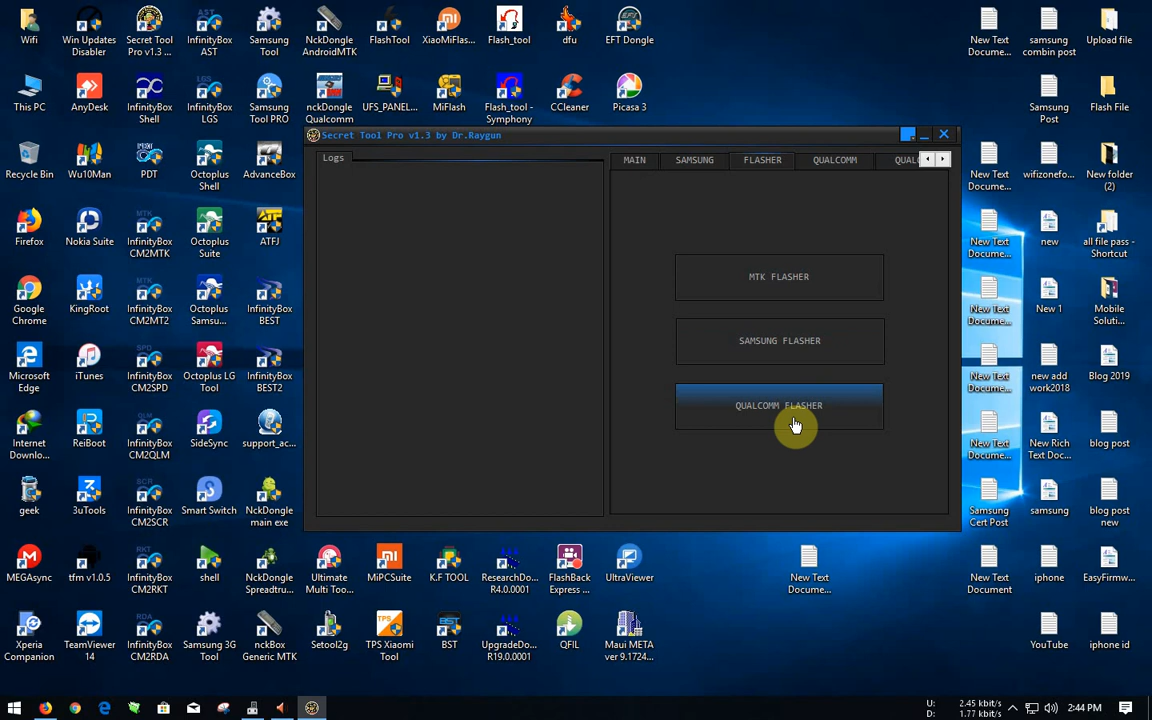 Wifi
Win Updates
Disabler
Secret Tool
Pro v1.3 ...
InfinityBox
AST
Samsung
Tool
NckDongle
AndroidMTK
FlashTool
XiaoMiFlas...
Flash_tool
dfu
EFT Dongle
New Text
Docume...
samsung
combin post
Upload file
This PC
AnyDesk
InfinityBox
Shell
InfinityBox
LGS
Samsung
Tool PRO
nckDongle
Qualcomm
UFS_PANEL...
MiFlash
Flash_tool -
Symphony
CCleaner
Picasa 3
Samsung
Post
Flash File
Secret Tool Pro v1.3 by Dr.Raygun
Logs
MAIN
SAMSUNG
FLASHER
QUALCOMM
QUALC
MTK FLASHER
SAMSUNG FLASHER
QUALCOMM FLASHER
Recycle Bin
Wu10Man
PDT
Octoplus
Shell
AdvanceBox
New Text
Docume...
wifizonefo...
New folder
(2)
Firefox
Nokia Suite
InfinityBox
CM2MTK
Octoplus
Suite
ATFJ
New Text
Docume...
new
all file pass -
Shortcut
Google
Chrome
KingRoot
InfinityBox
CM2MT2
Octoplus
Samsu...
InfinityBox
BEST
New Text
Docume...
New 1
Mobile
Soluti...
Microsoft
Edge
iTunes
InfinityBox
CM2SPD
Octoplus LG
Tool
InfinityBox
BEST2
New Text
Docume...
new add
work2018
Blog 2019
Internet
Downlo...
ReiBoot
InfinityBox
CM2QLM
SideSync
support_ac...
New Text
Docume...
New Rich
Text Doc...
blog post
geek
3uTools
InfinityBox
CM2SCR
Smart Switch
NckDongle
main exe
Samsung
Cert Post
samsung
blog post
new
MEGAsync
tfm v1.0.5
InfinityBox
CM2RKT
shell
NckDongle
Spreadtru...
Ultimate
Multi Too...
MiPCSuite
K.F TOOL
ResearchDo...
R4.0.0001
FlashBack
Express ...
UltraViewer
New Text
Docume...
New Text
Document
iphone
EasyFirmw...
Xperia
Companion
TeamViewer
14
InfinityBox
CM2RDA
Samsung 3G
Tool
nckBox
Generic MTK
Setool2g
TPS Xiaomi
Tool
BST
UpgradeDo...
R19.0.0001
QFIL
Maui META
ver 9.1724...
YouTube
iphone id
U: 2.45 kbit/s
D: 1.77 kbit/s
2:44 PM